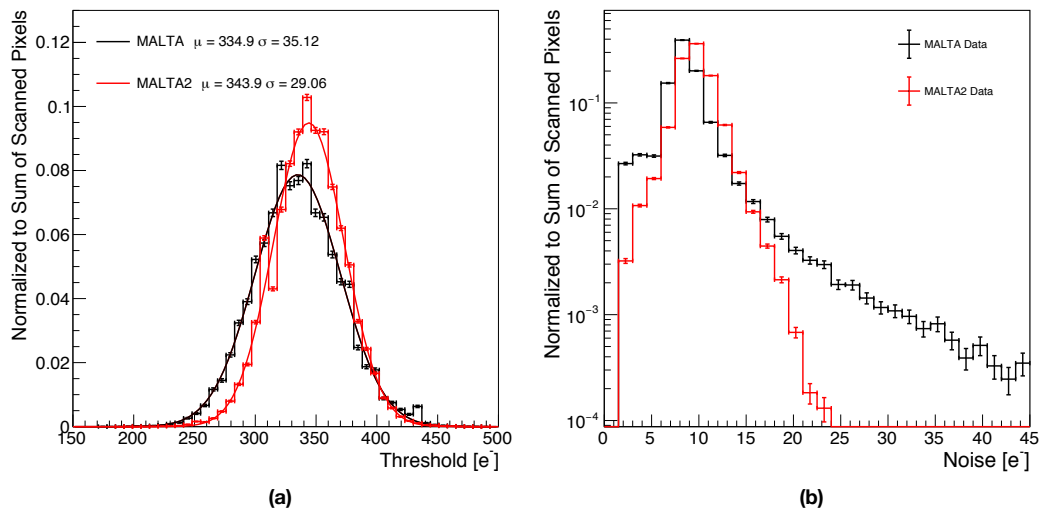 Normalized to Sum of Scanned Pixels
0.12
0.1
0.08
0.06
0.04
0.02
0
MALTA μ = 334.9 σ = 35.12
MALTA2 μ = 343.9 σ = 29.06
150 200 250 300 350 400 450 500
Threshold [e-]
(a)
Normalized to Sum of Scanned Pixels
10⁻¹
10⁻²
10⁻³
10⁻⁴
MALTA Data
MALTA2 Data
0 5 10 15 20 25 30 35 40 45
Noise [e-]
(b)